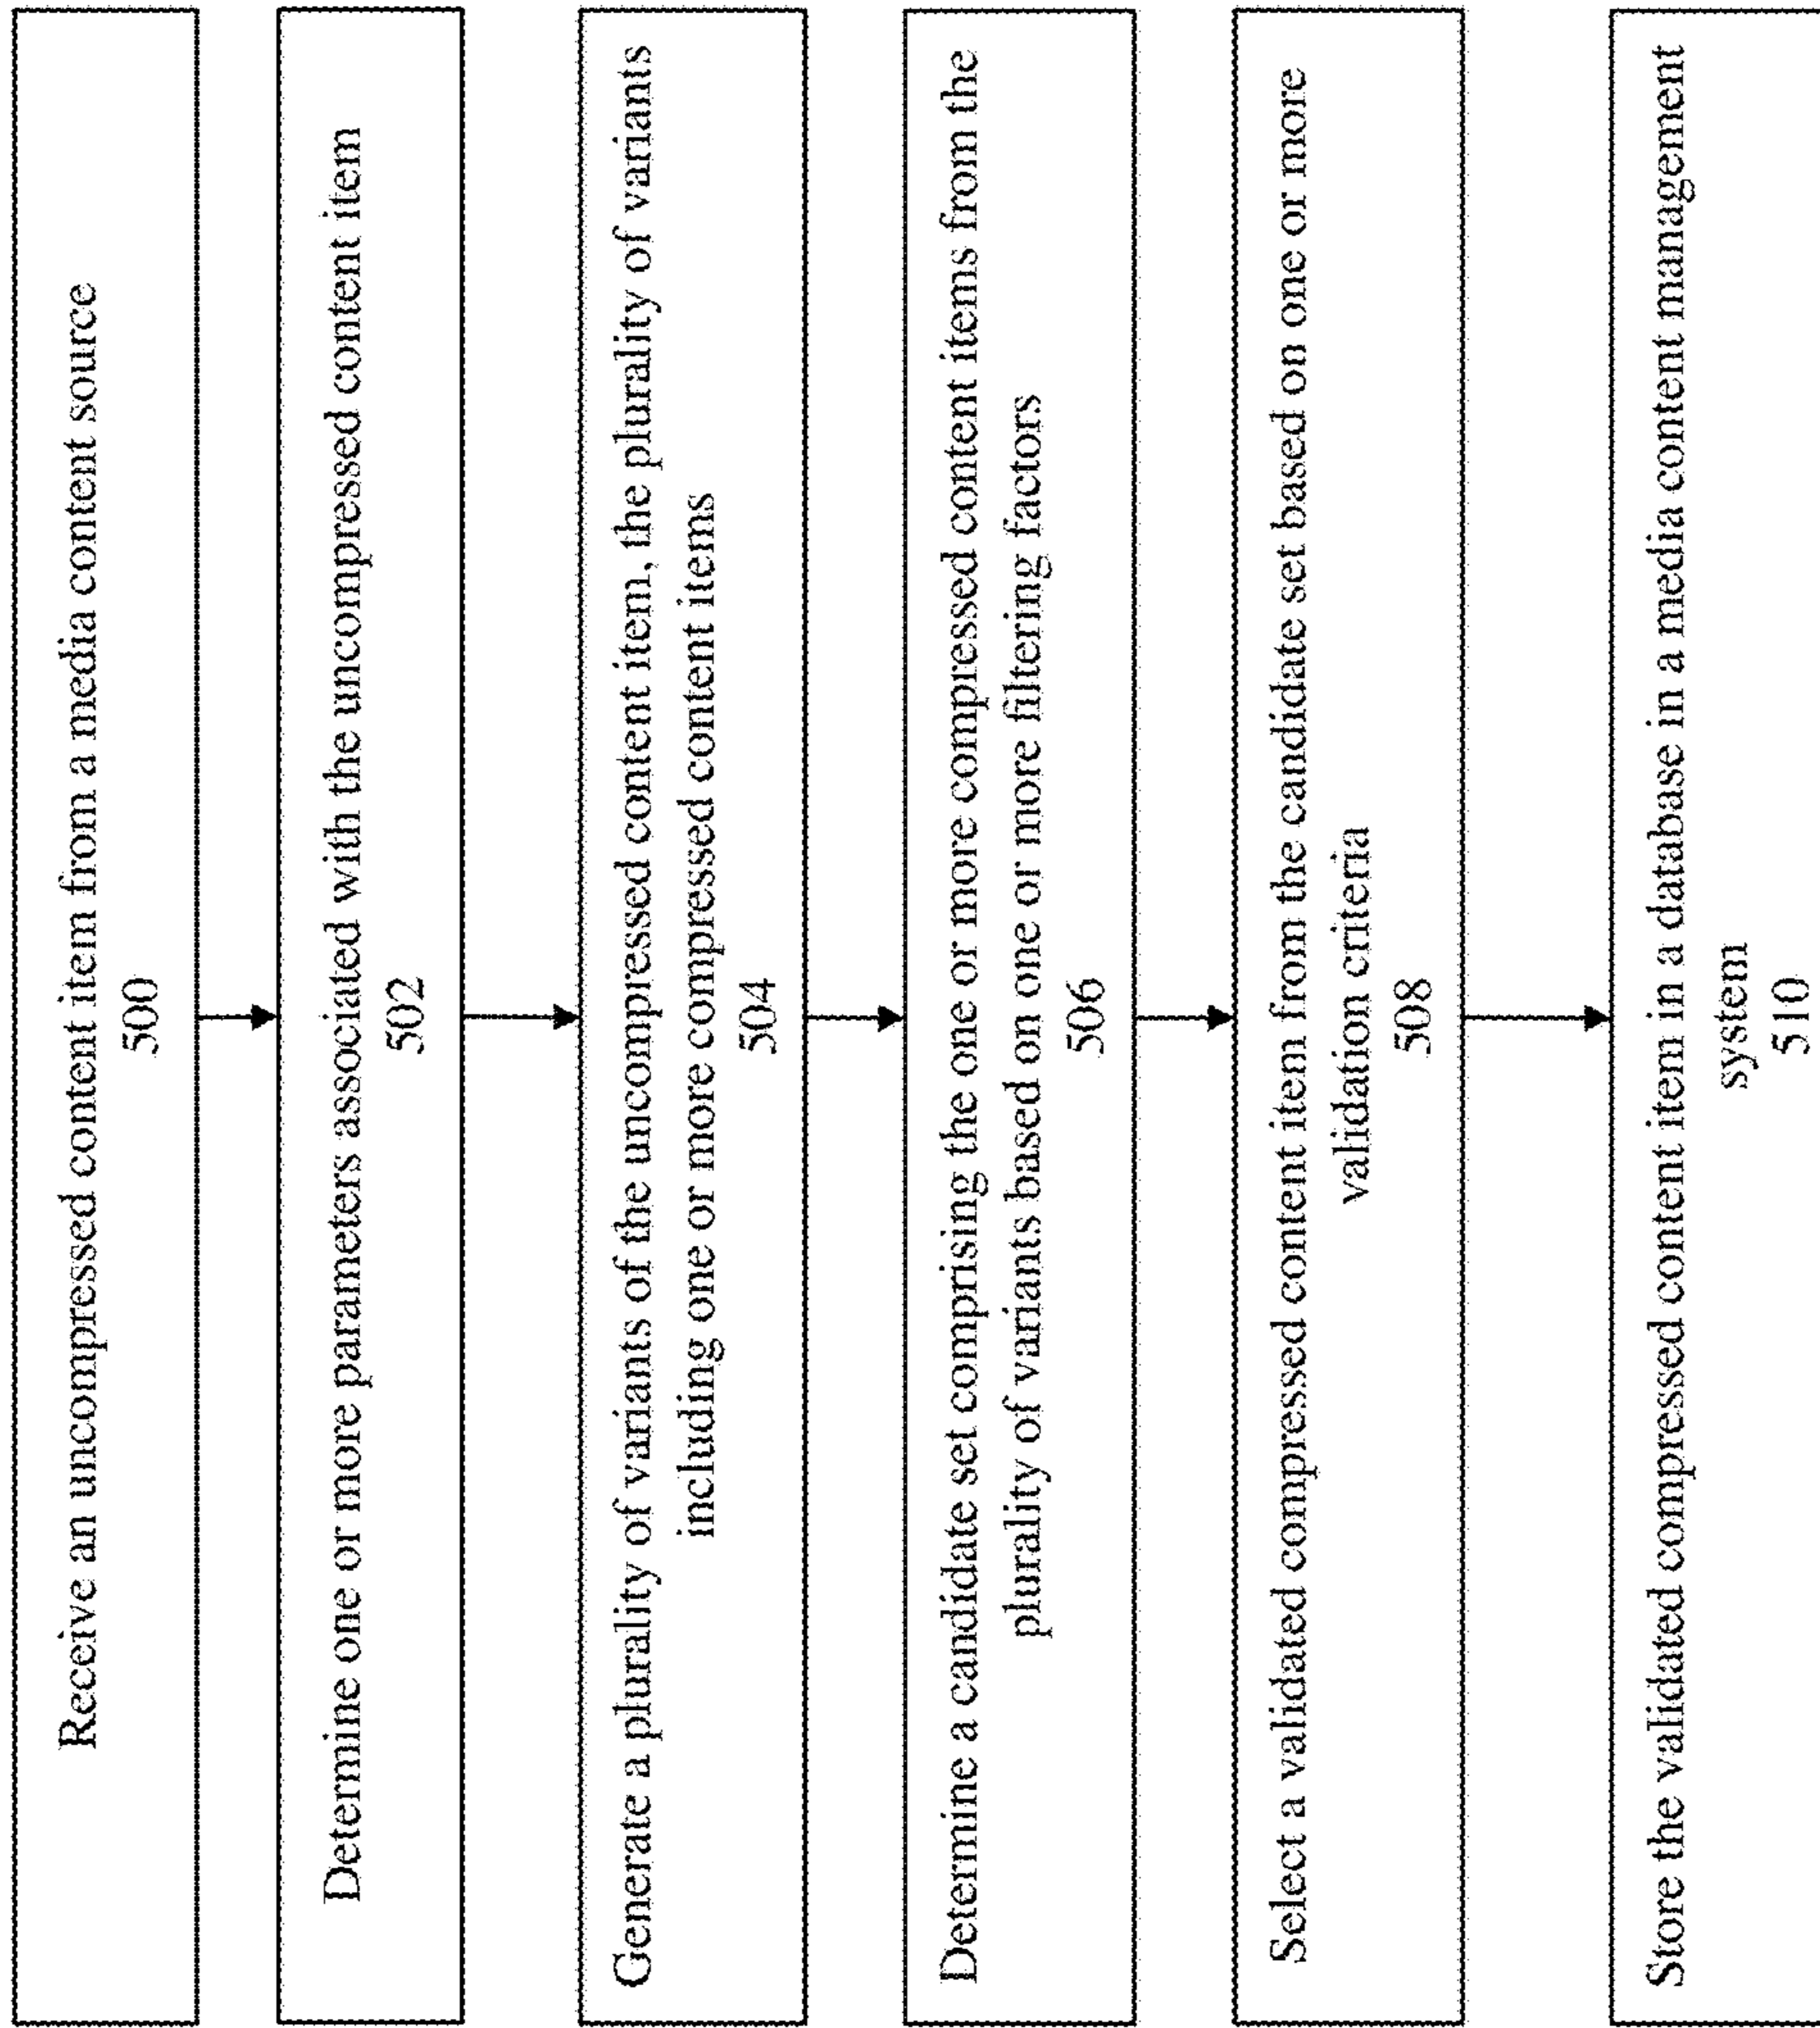 Receive an uncompressed content item from a media content source
500
Determine one or more parameters associated with the uncompressed content item
502
Generate a plurality of variants of the uncompressed content item, the plurality of variants
including one or more compressed content items
504
Determine a candidate set comprising the one or more compressed content items from the
plurality of variants based on one or more filtering factors
506
Select a validated compressed content item from the candidate set based on one or more
validation criteria
508
Store the validated compressed content item in a database in a media content management
system
510